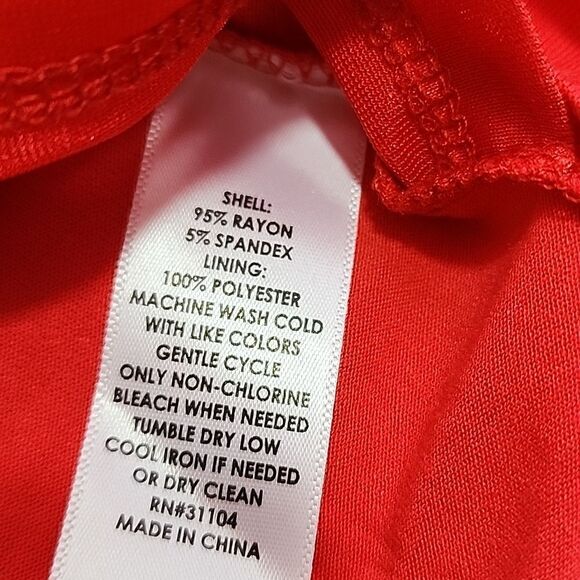 SHELL:
95% RAYON
5% SPANDEX
LINING:
100% POLYESTER
MACHINE WASH COLD
WITH LIKE COLORS
GENTLE CYCLE
ONLY NON-CHLORINE
BLEACH WHEN NEEDED
TUMBLE DRY LOW
COOL IRON IF NEEDED
OR DRY CLEAN
RN#31104
MADE IN CHINA